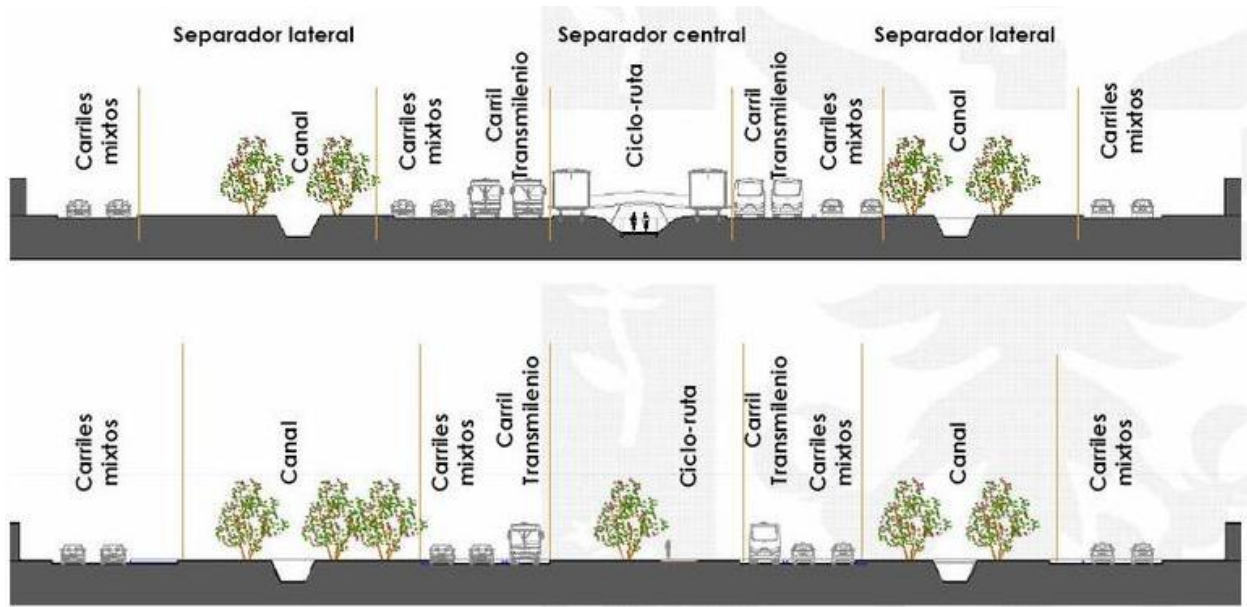 Separador lateral
Separador central
Separador lateral
Carriles
mixtos
Canal
Carriles
mixtos
Carril
Transmilenio
Ciclo-ruta
Carril
Transmilenio
Carriles
mixtos
Canal
Carriles
mixtos
Carriles
mixtos
Canal
Carriles
mixtos
Carril
Transmilenio
Ciclo-ruta
Carril
Transmilenio
Carriles
mixtos
Canal
Carriles
mixtos